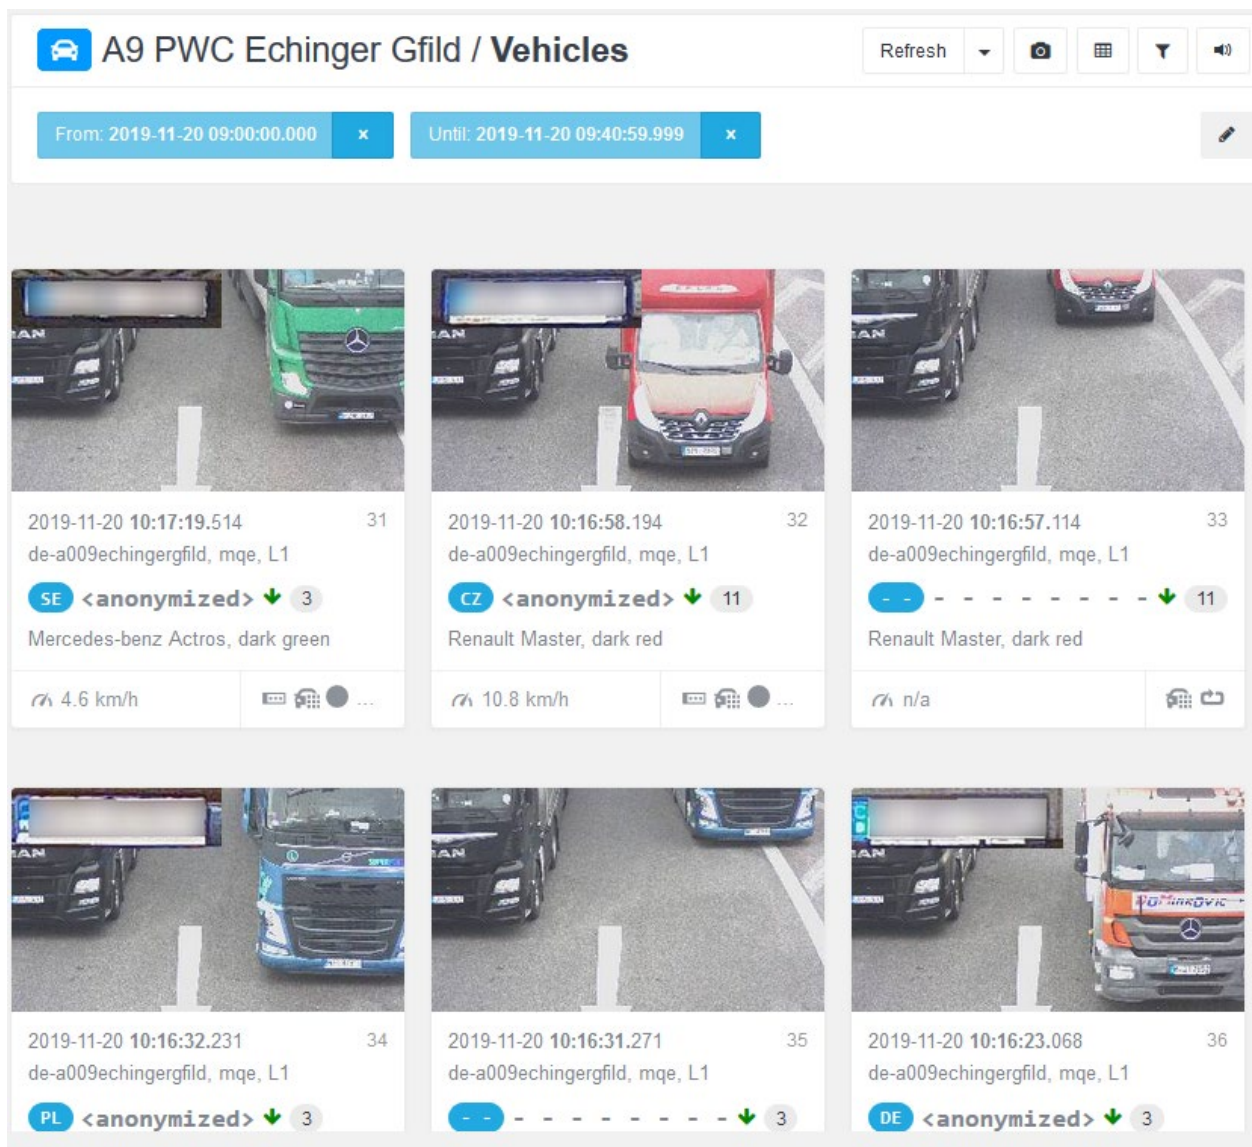 A9 PWC Echinger Gfild / Vehicles
Refresh
From: 2019-11-20 09:00:00.000 ×
Until: 2019-11-20 09:40:59.999 ×
2019-11-20 10:17:19.514 31
de-a009echingergfild, mqe, L1
SE <anonymized> 3
Mercedes-benz Actros, dark green
4.6 km/h ...
2019-11-20 10:16:58.194 32
de-a009echingergfild, mqe, L1
CZ <anonymized> 11
Renault Master, dark red
10.8 km/h ...
2019-11-20 10:16:57.114 33
de-a009echingergfild, mqe, L1
- - - - - - - - - - 11
Renault Master, dark red
n/a
MAN
2019-11-20 10:16:32.231 34
de-a009echingergfild, mqe, L1
PL <anonymized> 3
2019-11-20 10:16:31.271 35
de-a009echingergfild, mqe, L1
- - - - - - - - - - 3
DOMINKOVIC
2019-11-20 10:16:23.068 36
de-a009echingergfild, mqe, L1
DE <anonymized> 3